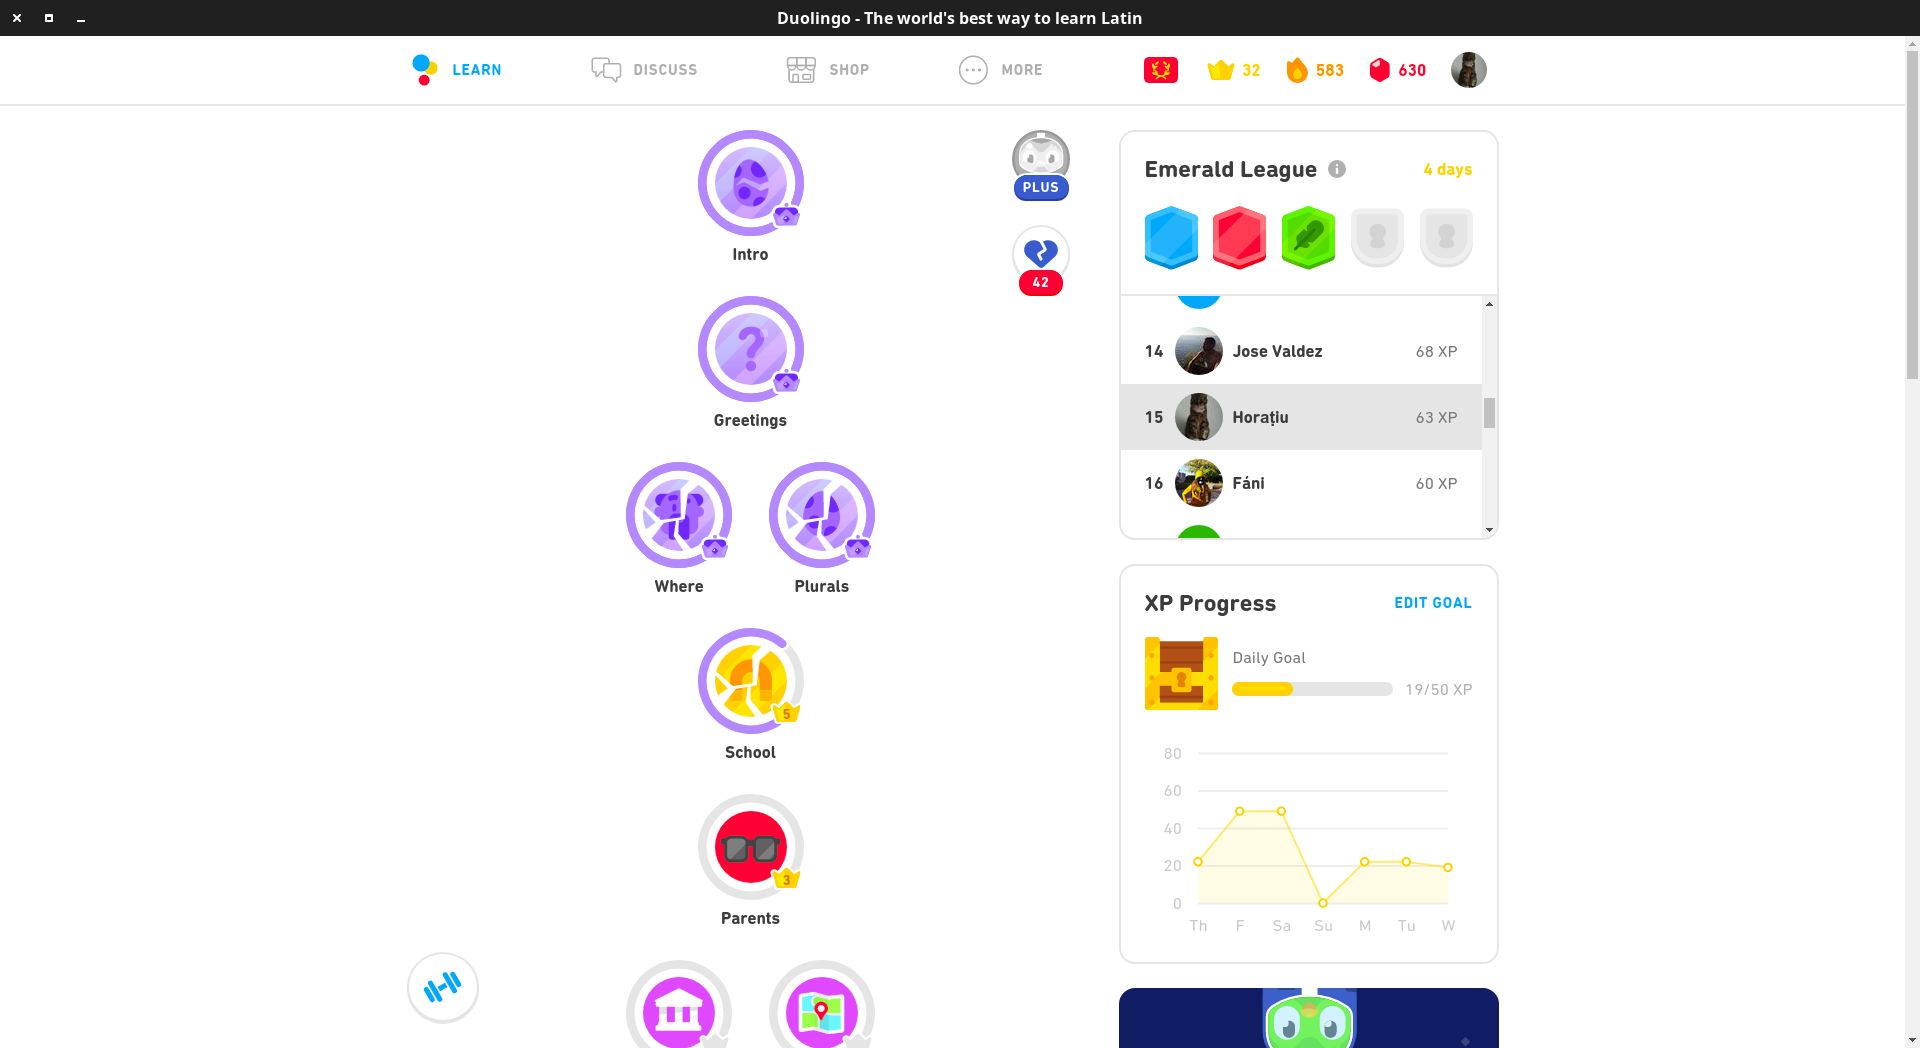 Duolingo - The world's best way to learn Latin
LEARN
DISCUSS
SHOP
MORE
32
583
630
Intro
Greetings
Where
Plurals
5
School
3
Parents
PLUS
42
Emerald League
4 days
14 Jose Valdez 68 XP
15 Horațiu 63 XP
16 Fáni 60 XP
XP Progress
EDIT GOAL
Daily Goal
19/50 XP
80
60
40
20
0
Th F Sa Su M Tu W